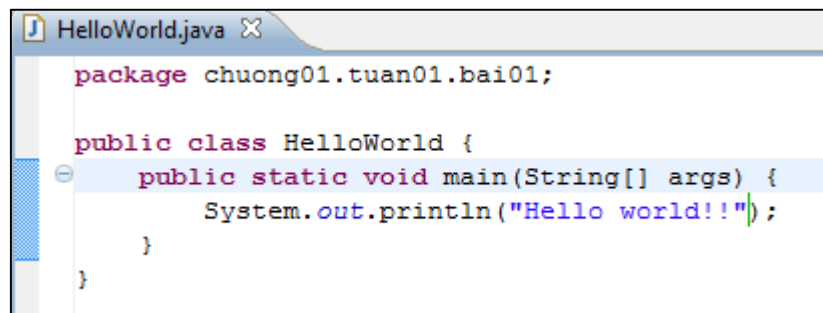 HelloWorld.java
package chuong01.tuan01.bai01;
public class HelloWorld {
public static void main(String[] args) {
System.out.println("Hello world!!");
}
}